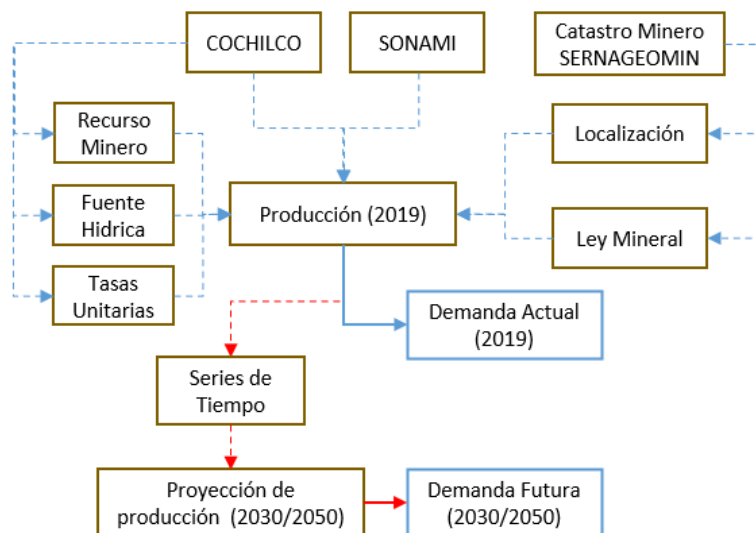 COCHILCO
SONAMI
Catastro Minero
SERNAGEOMIN
Recurso
Minero
Localización
Fuente
Hidrica
Producción (2019)
Ley Mineral
Tasas
Unitarias
Demanda Actual
(2019)
Series de
Tiempo
Proyección de
producción (2030/2050)
Demanda Futura
(2030/2050)